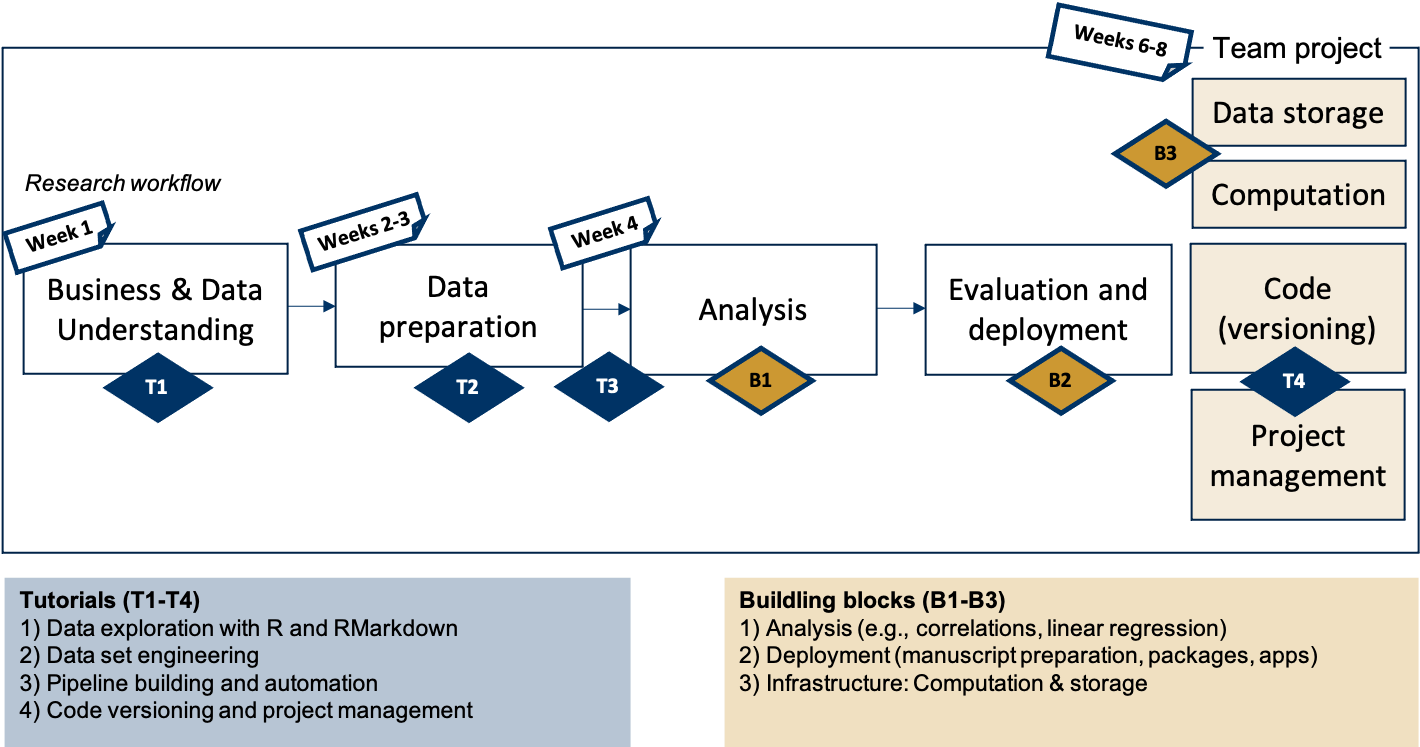 Weeks 6-8
Team project
Data storage
B3
Computation
Research workflow
Week 1
Weeks 2-3
Week 4
Business & Data
Understanding
T1
Data
preparation
T2
T3
Analysis
B1
Evaluation and
deployment
B2
Code
(versioning)
T4
Project
management
Tutorials (T1-T4)
1) Data exploration with R and RMarkdown
2) Data set engineering
3) Pipeline building and automation
4) Code versioning and project management
Buildling blocks (B1-B3)
1) Analysis (e.g., correlations, linear regression)
2) Deployment (manuscript preparation, packages, apps)
3) Infrastructure: Computation & storage